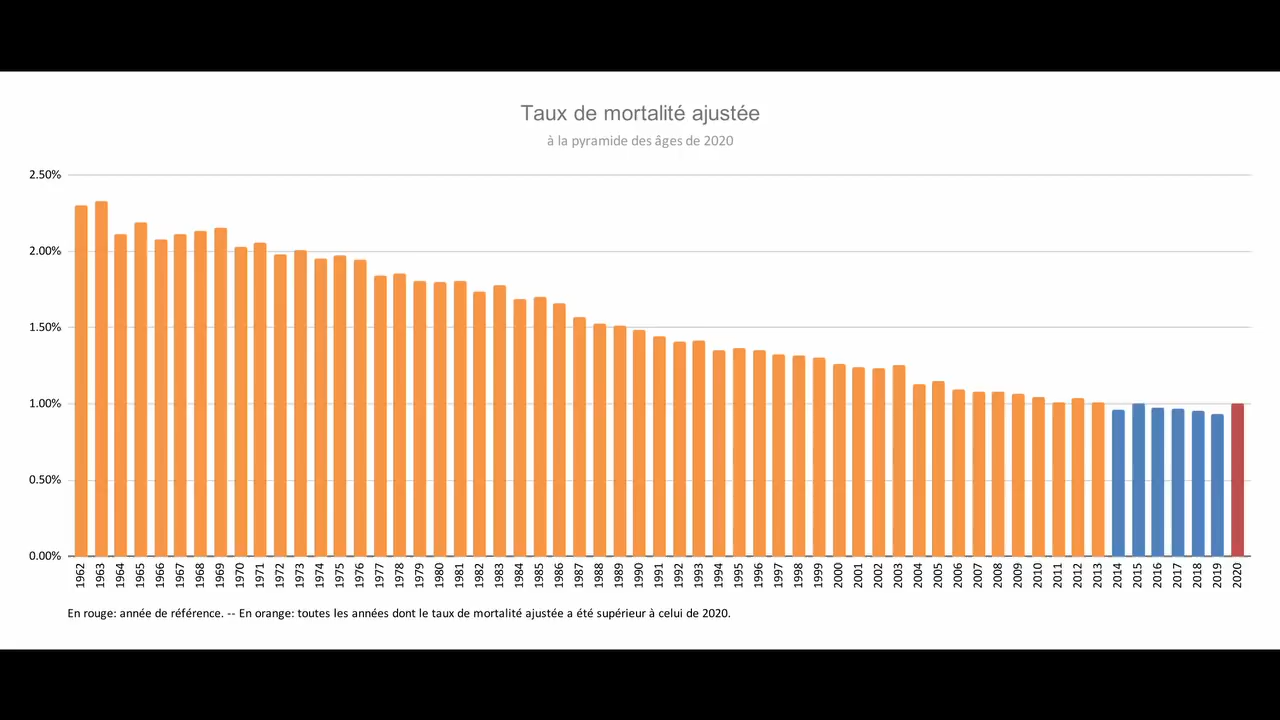 Taux de mortalité ajustée
à la pyramide des âges de 2020
2.50%
2.00%
1.50%
1.00%
0.50%
0.00%
1962 1963 1964 1965 1966 1967 1968 1969 1970 1971 1972 1973 1974 1975 1976 1977 1978 1979 1980 1981 1982 1983 1984 1985 1986 1987 1988 1989 1990 1991 1992 1993 1994 1995 1996 1997 1998 1999 2000 2001 2002 2003 2004 2005 2006 2007 2008 2009 2010 2011 2012 2013 2014 2015 2016 2017 2018 2019 2020
En rouge: année de référence. -- En orange: toutes les années dont le taux de mortalité ajustée a été supérieur à celui de 2020.